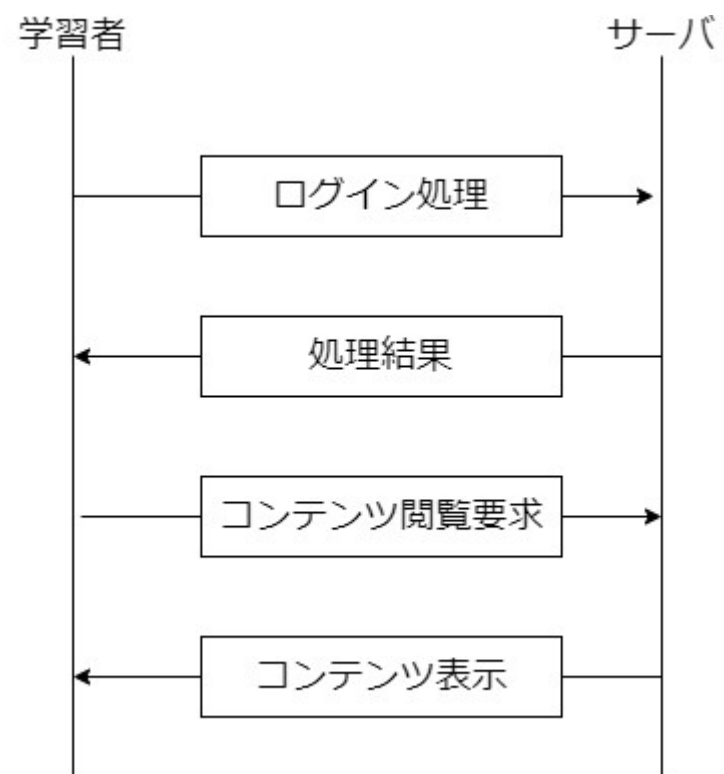 学習者
サーバ
ログイン処理
処理結果
コンテンツ閲覧要求
コンテンツ表示